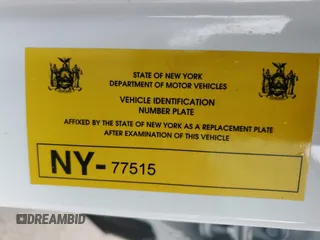 STATE OF NEW YORK
DEPARTMENT OF MOTOR VEHICLES
VEHICLE IDENTIFICATION
NUMBER PLATE
AFFIXED BY THE STATE OF NEW YORK AS A REPLACEMENT PLATE
AFTER EXAMINATION OF THIS VEHICLE
NY-77515
DREAMBID